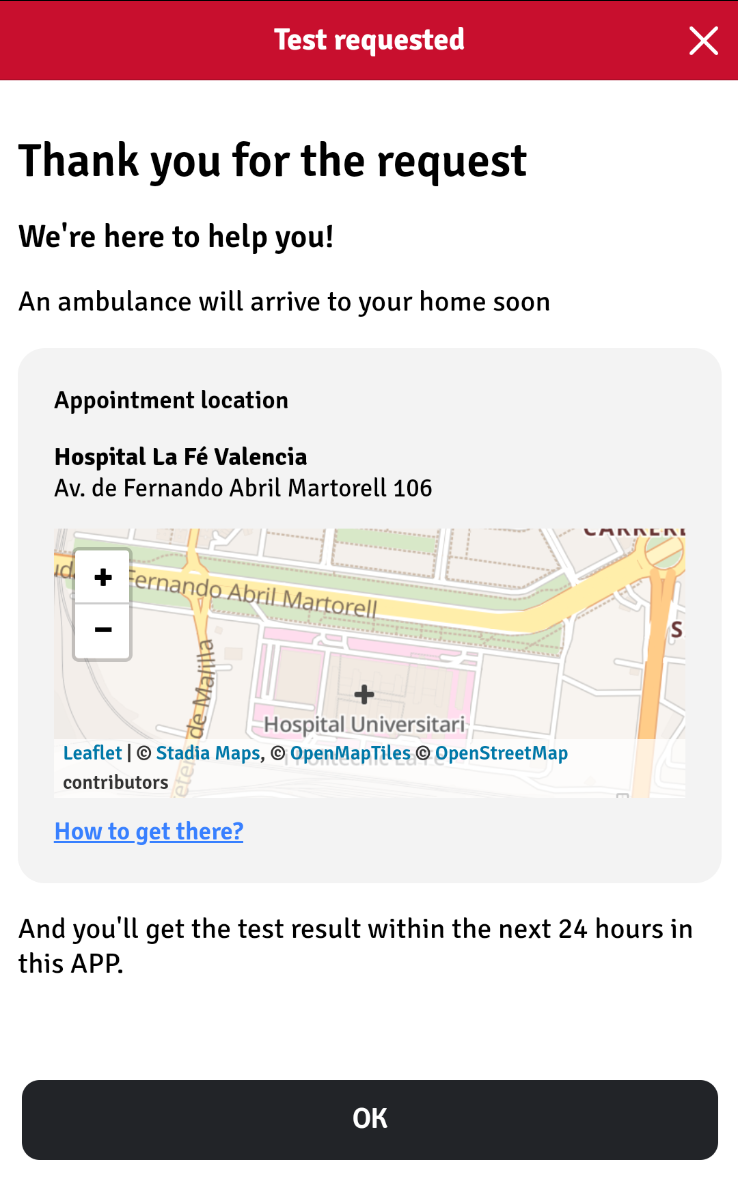 Test requested
Thank you for the request
We're here to help you!
An ambulance will arrive to your home soon
Appointment location
Hospital La Fé Valencia
Av. de Fernando Abril Martorell 106
+
−
Fernando Abril Martorell
de Malilla
S
Hospital Universitari
Leaflet | © Stadia Maps, © OpenMapTiles © OpenStreetMap
contributors
How to get there?
And you'll get the test result within the next 24 hours in
this APP.
OK